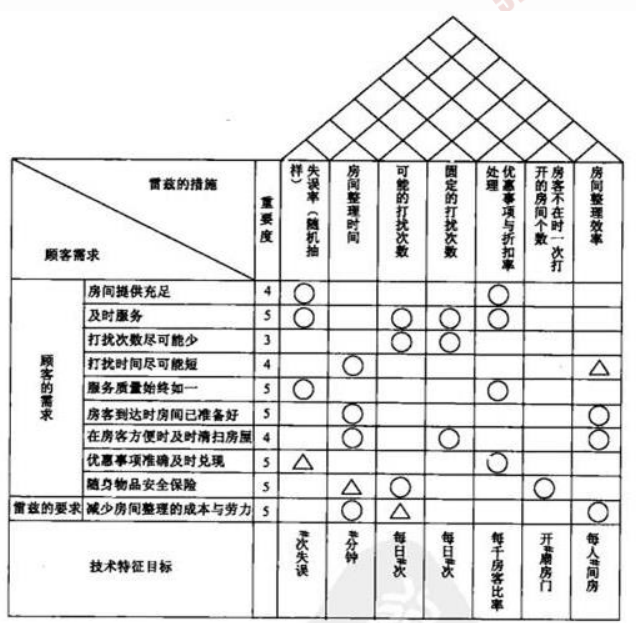 雷兹的措施
顾客需求
重要度
失误率（随机抽样）
房间整理时间
可能的打扰次数
固定的打扰次数
优惠事项与折扣率处理
房客不在时一次打开的房间个数
房间整理效率
顾客的需求
房间提供充足 4
及时服务 5
打扰次数尽可能少 3
打扰时间尽可能短 4
服务质量始终如一 5
房客到达时房间已准备好 5
在房客方便时及时清扫房屋 4
优惠事项准确及时兑现 5
随身物品安全保险 5
雷兹的要求 减少房间整理的成本与劳力 5
技术特征目标
#次失误
#分钟
每日#次
每日#次
每千房客比率
开#扇房门
每人#间房